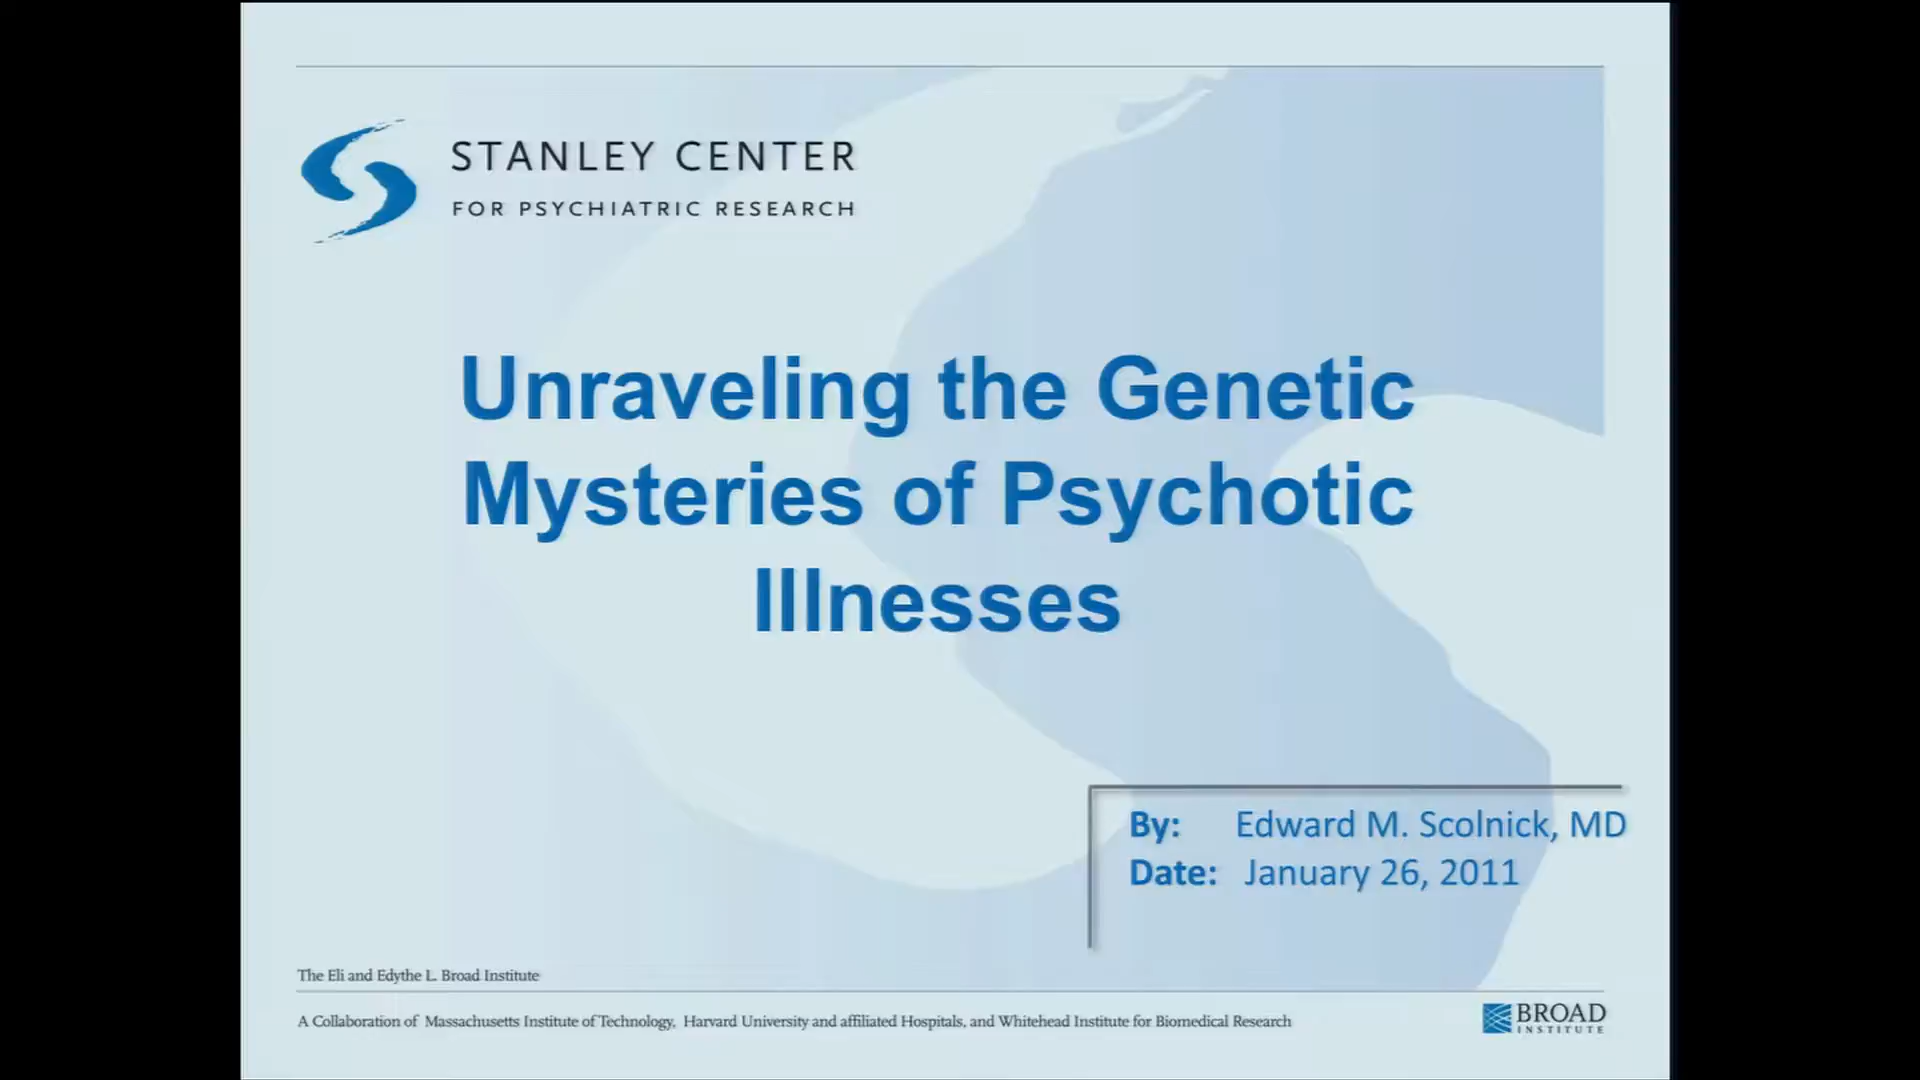 STANLEY CENTER
FOR PSYCHIATRIC RESEARCH
Unraveling the Genetic
Mysteries of Psychotic
Illnesses
By: Edward M. Scolnick, MD
Date: January 26, 2011
The Eli and Edythe L. Broad Institute
A Collaboration of Massachusetts Institute of Technology, Harvard University and affiliated Hospitals, and Whitehead Institute for Biomedical Research
BROAD
INSTITUTE